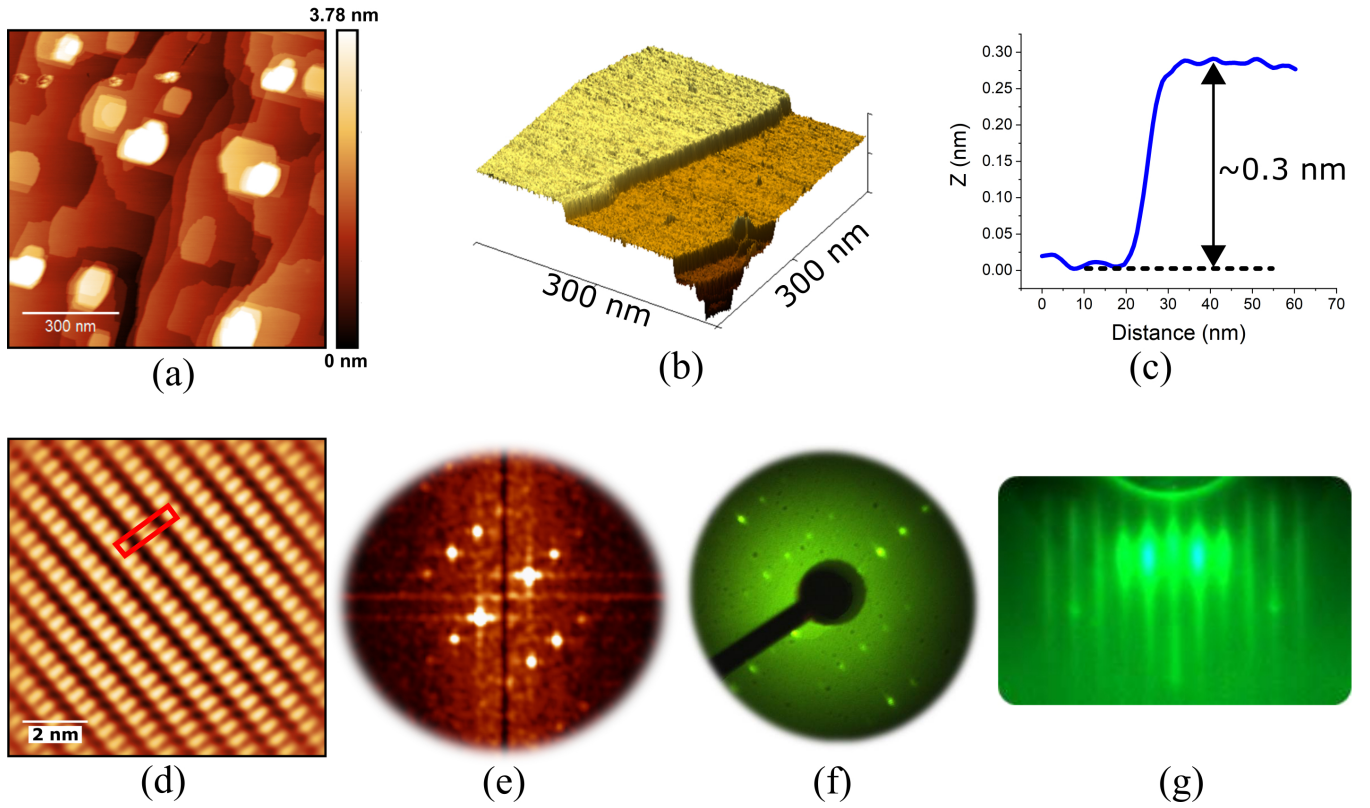 3.78 nm
300 nm
0 nm
(a)
300 nm
300 nm
(b)
0.30
0.25
0.20
0.15
0.10
0.05
0.00
Z (nm)
~0.3 nm
0
10
20
30
40
50
60
70
Distance (nm)
(c)
2 nm
(d)
(e)
(f)
(g)